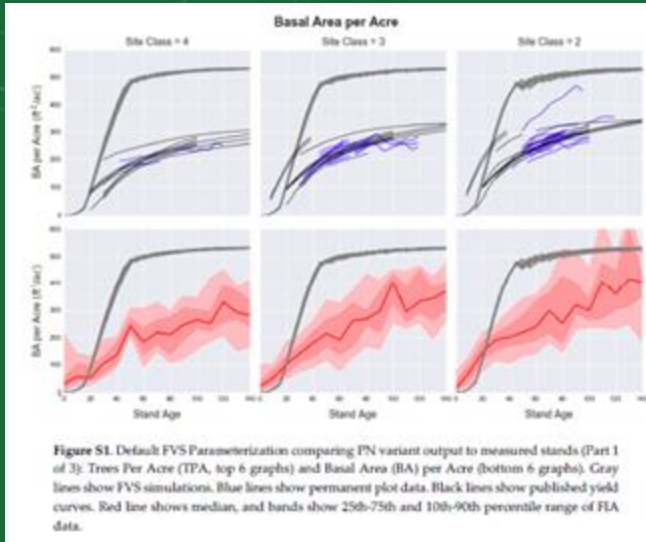 Basal Area per Acre
Site Class = 4
Site Class = 3
Site Class = 2
BA per Acre (ft²/ac)
BA per Acre (ft²/ac)
Stand Age
Stand Age
Stand Age
Figure S1. Default FVS Parameterization comparing PN variant output to measured stands (Part 1
of 3): Trees Per Acre (TPA, top 6 graphs) and Basal Area (BA) per Acre (bottom 6 graphs). Gray
lines show FVS simulations. Blue lines show permanent plot data. Black lines show published yield
curves. Red line shows median, and bands show 25th-75th and 10th-90th percentile range of FIA
data.